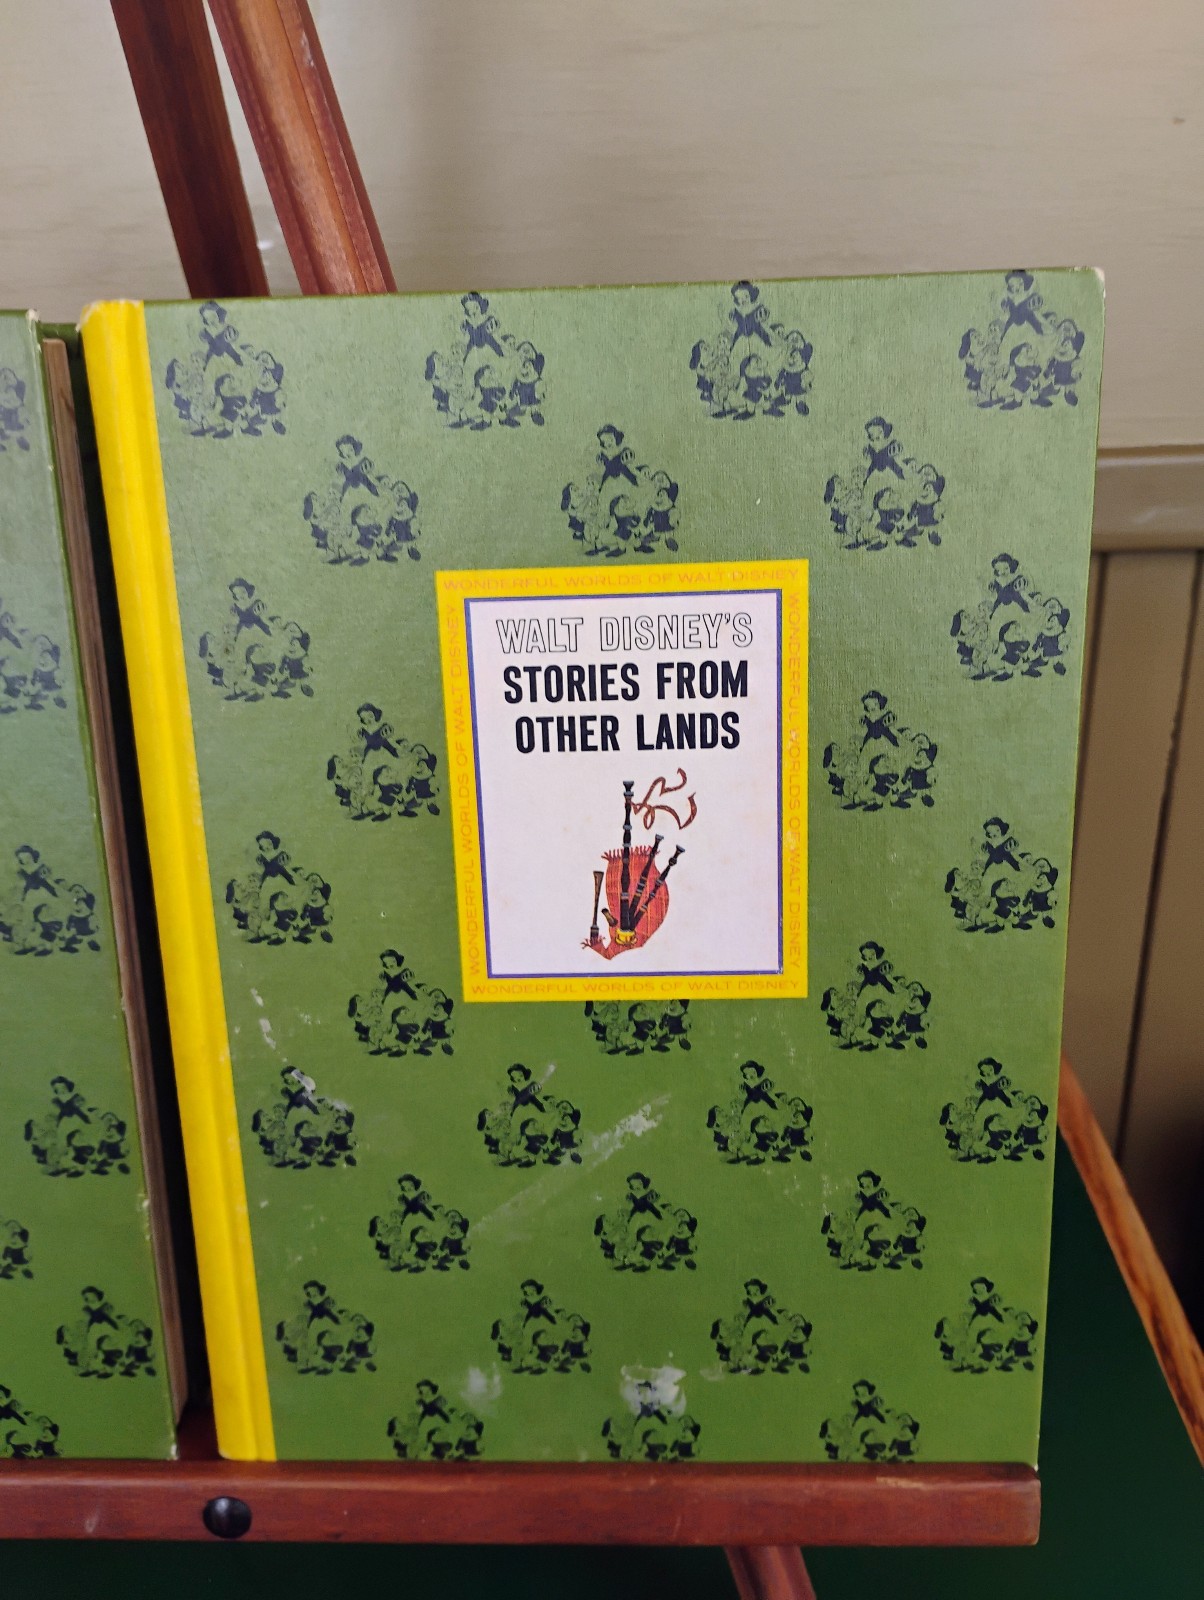 WONDERFUL WORLDS OF WALT DISNEY
WALT DISNEY'S
STORIES FROM
OTHER LANDS
WONDERFUL WORLDS OF WALT DISNEY
WONDERFUL WORLDS OF WALT DISNEY
WONDERFUL WORLDS OF WALT DISNEY